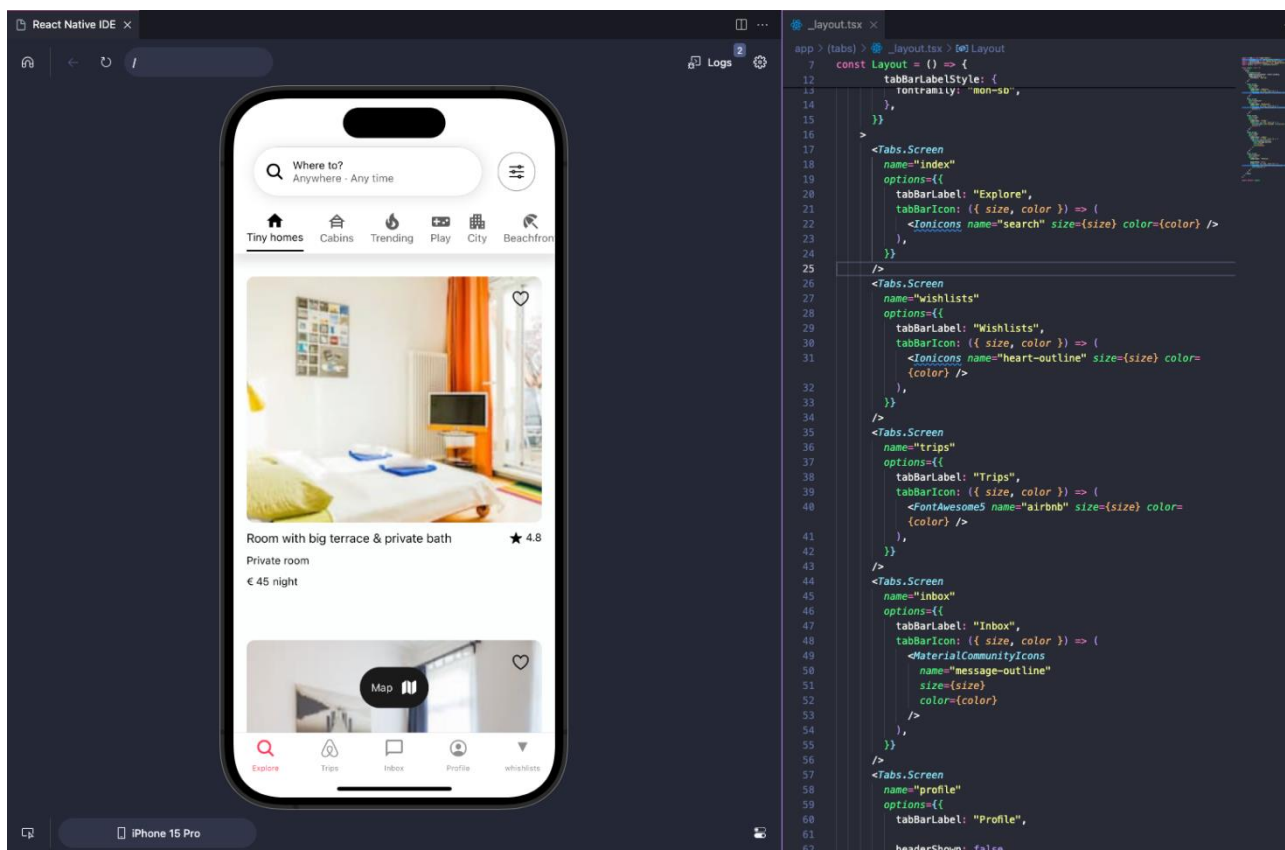 React Native IDE
/
Logs
2
Where to?
Anywhere · Any time
Tiny homes
Cabins
Trending
Play
City
Beachfron
Room with big terrace & private bath
4.8
Private room
€ 45 night
Map
Explore
Trips
Inbox
Profile
whishlists
iPhone 15 Pro
_layout.tsx
app > (tabs) > _layout.tsx > Layout
7 const Layout = () => {
12 tabBarLabelStyle: {
13 fontFamily: "mon-sb",
14 },
15 }}
16 >
17 <Tabs.Screen
18 name="index"
19 options={{
20 tabBarLabel: "Explore",
21 tabBarIcon: ({ size, color }) => (
22 <Ionicons name="search" size={size} color={color} />
23 ),
24 }}
25 />
26 <Tabs.Screen
27 name="wishlists"
28 options={{
29 tabBarLabel: "Wishlists",
30 tabBarIcon: ({ size, color }) => (
31 <Ionicons name="heart-outline" size={size} color=
{color} />
32 ),
33 }}
34 />
35 <Tabs.Screen
36 name="trips"
37 options={{
38 tabBarLabel: "Trips",
39 tabBarIcon: ({ size, color }) => (
40 <FontAwesome5 name="airbnb" size={size} color=
{color} />
41 ),
42 }}
43 />
44 <Tabs.Screen
45 name="inbox"
46 options={{
47 tabBarLabel: "Inbox",
48 tabBarIcon: ({ size, color }) => (
49 <MaterialCommunityIcons
50 name="message-outline"
51 size={size}
52 color={color}
53 />
54 ),
55 }}
56 />
57 <Tabs.Screen
58 name="profile"
59 options={{
60 tabBarLabel: "Profile",
61
62 headerShown: false,